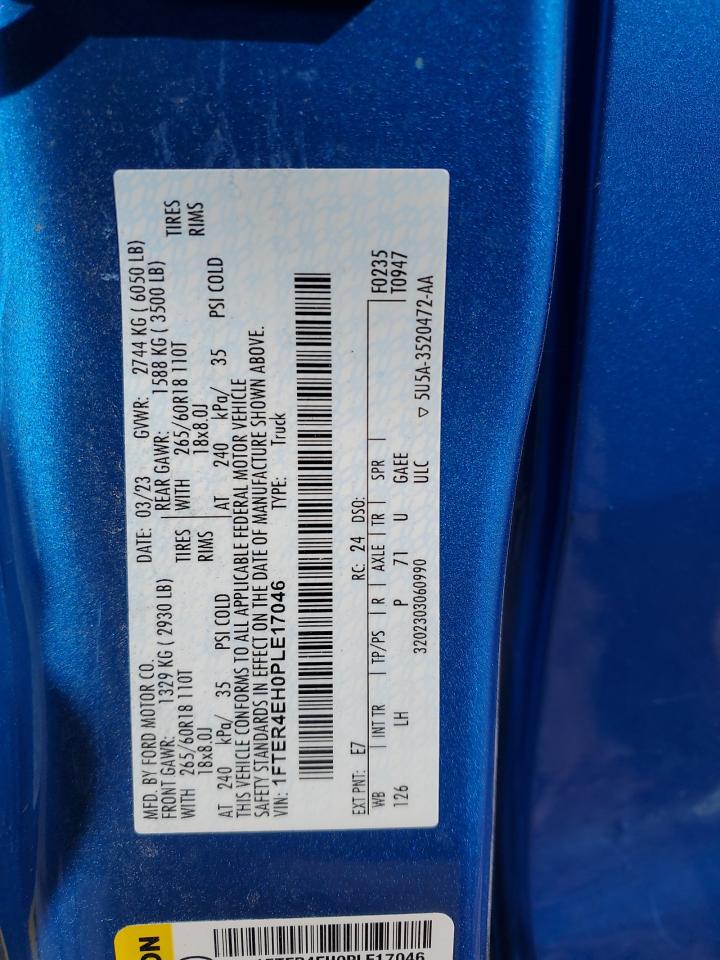 MFD. BY FORD MOTOR CO. DATE: 03/23 GVWR: 2744 KG ( 6050 LB)
FRONT GAWR: 1329 KG ( 2930 LB) REAR GAWR: 1588 KG ( 3500 LB)
WITH 265/60R18 110T TIRES WITH 265/60R18 110T TIRES
18x8.0J RIMS 18x8.0J RIMS
AT 240 kPa/ 35 PSI COLD AT 240 kPa/ 35 PSI COLD
THIS VEHICLE CONFORMS TO ALL APPLICABLE FEDERAL MOTOR VEHICLE
SAFETY STANDARDS IN EFFECT ON THE DATE OF MANUFACTURE SHOWN ABOVE.
VIN: 1FTER4EH0PLE17046 TYPE: Truck
EXT PNT: E7 RC: 24 DSO: F0235
WB INT TR TP/PS R AXLE TR SPR T0947
126 LH P 71 U GAEE
3202303060990 ULC ▽ 5U5A-3520472-AA
ON
1FTER4EH0PLE17046